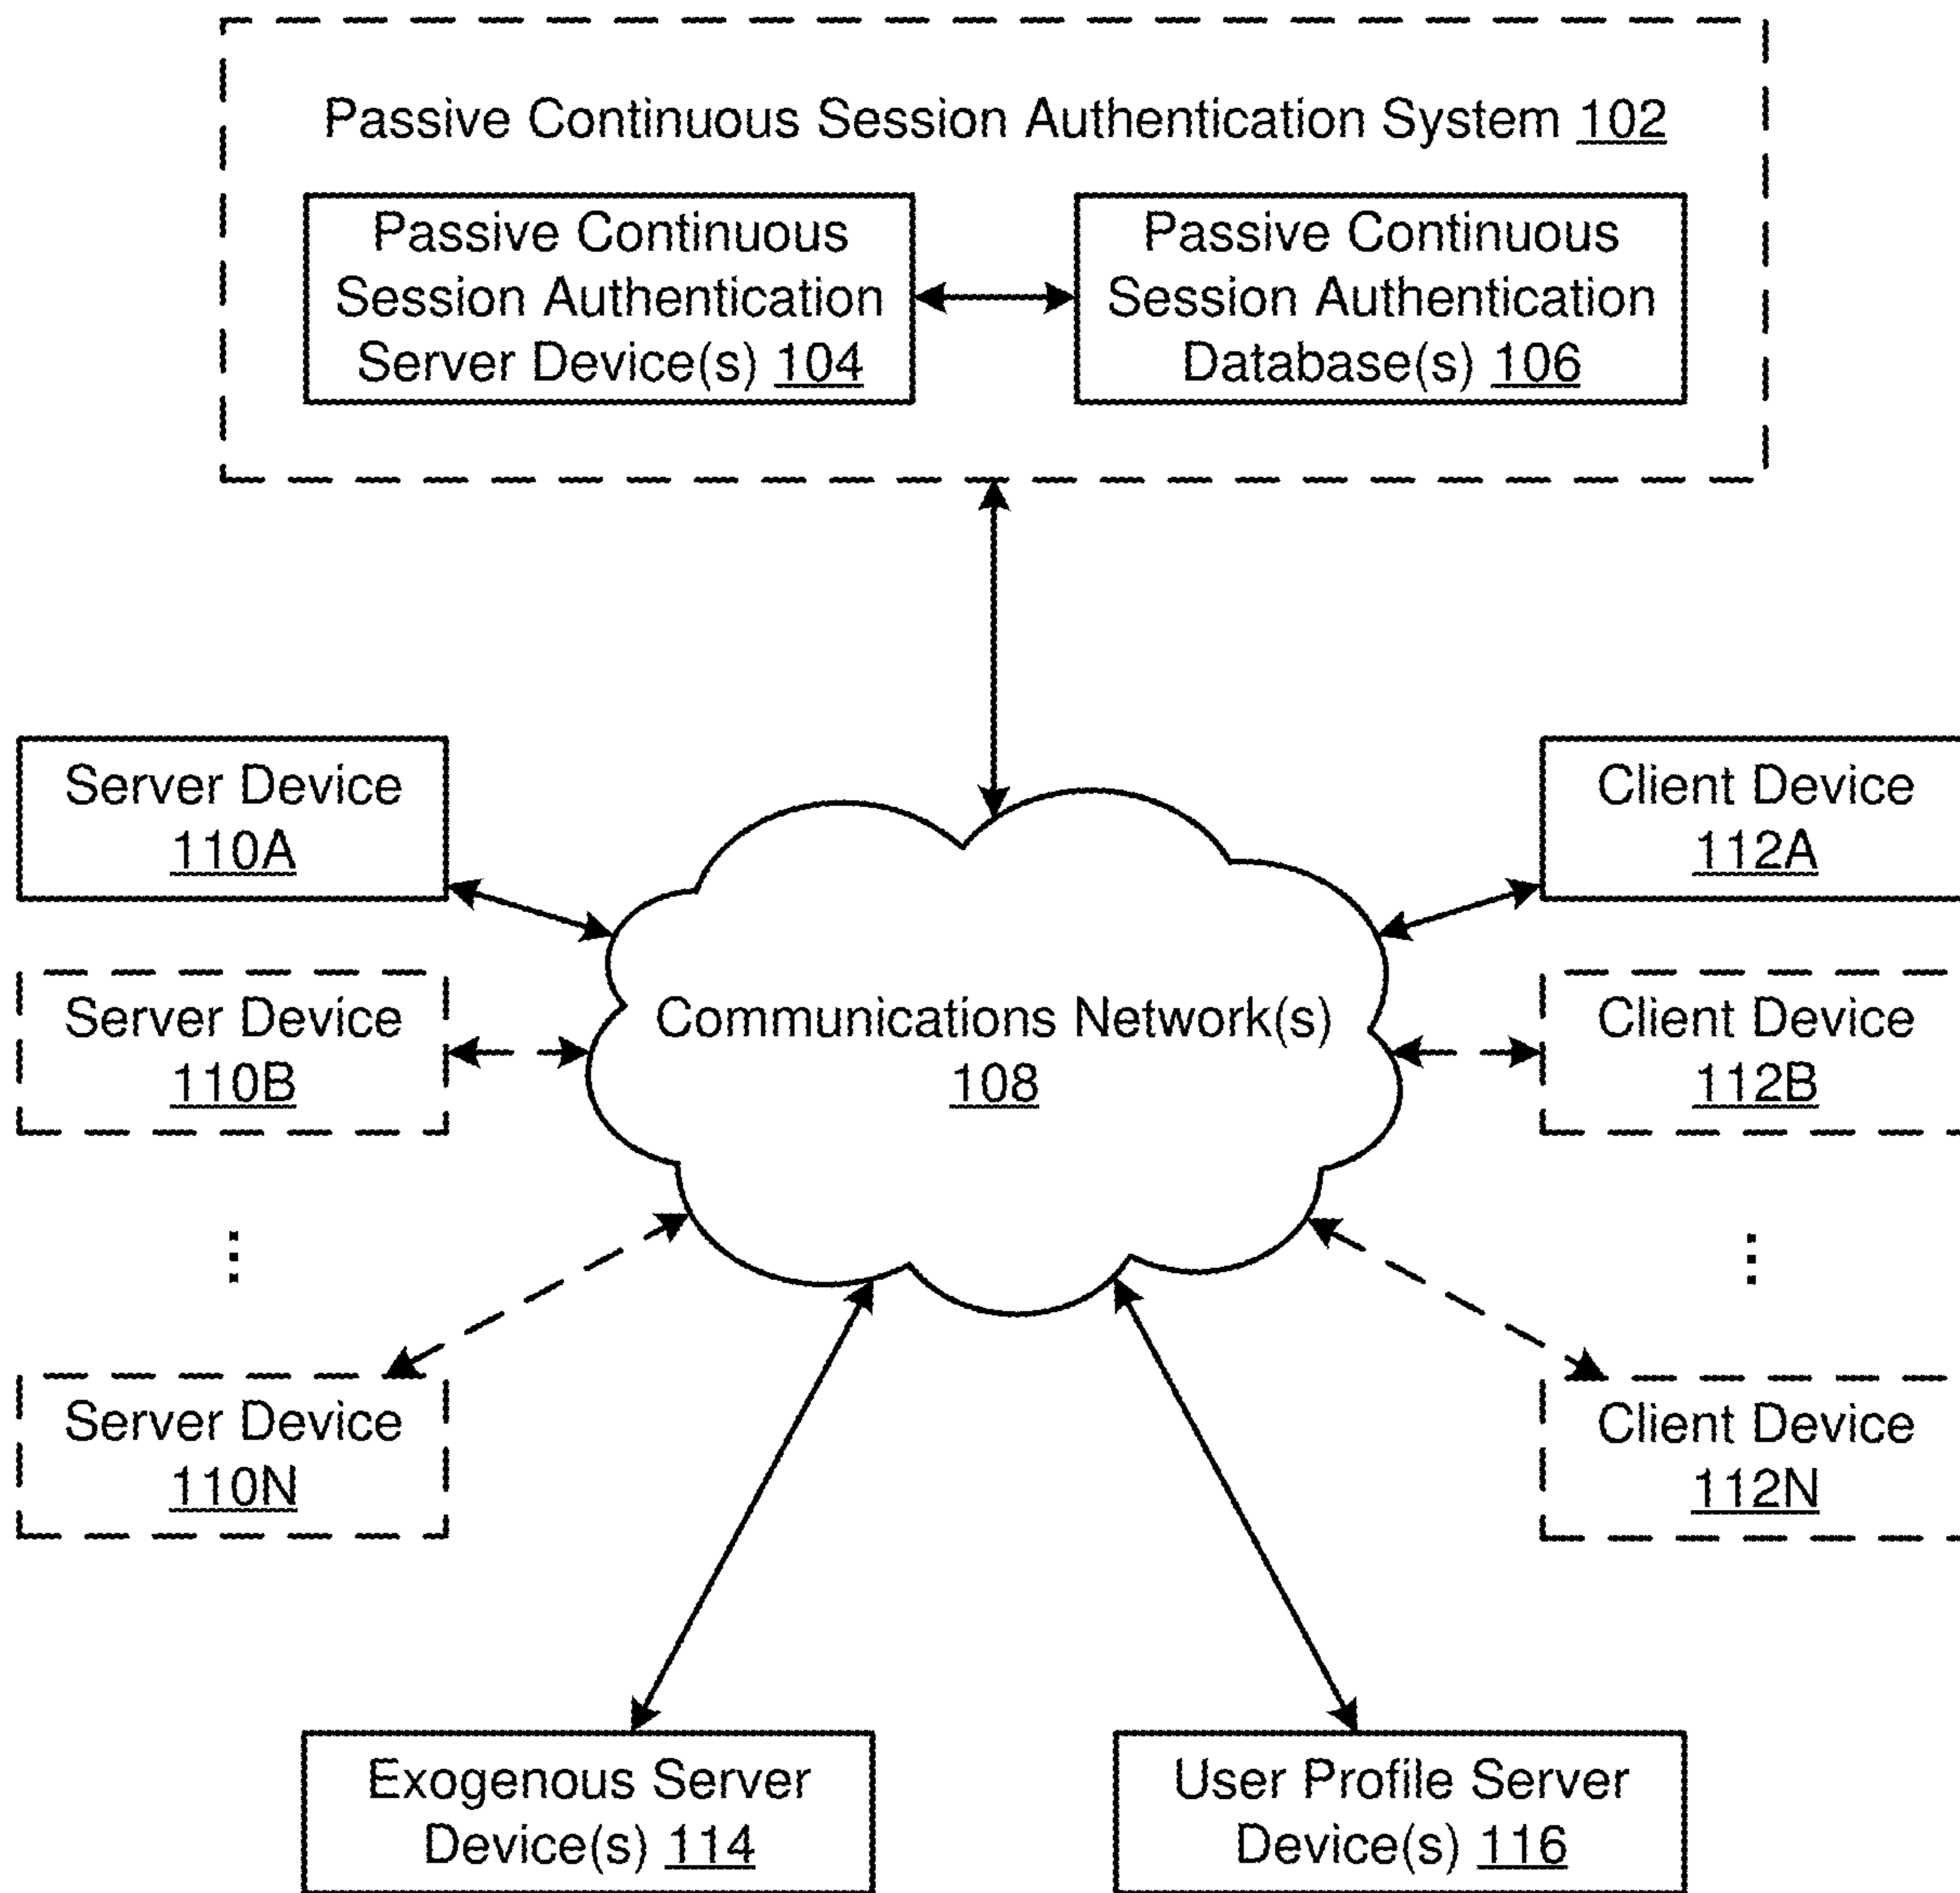 Passive Continuous Session Authentication System 102
Passive Continuous
Session Authentication
Server Device(s) 104
Passive Continuous
Session Authentication
Database(s) 106
Server Device
110A
Client Device
112A
Communications Network(s)
108
Server Device
110B
Client Device
112B
Server Device
110N
Client Device
112N
Exogenous Server
Device(s) 114
User Profile Server
Device(s) 116